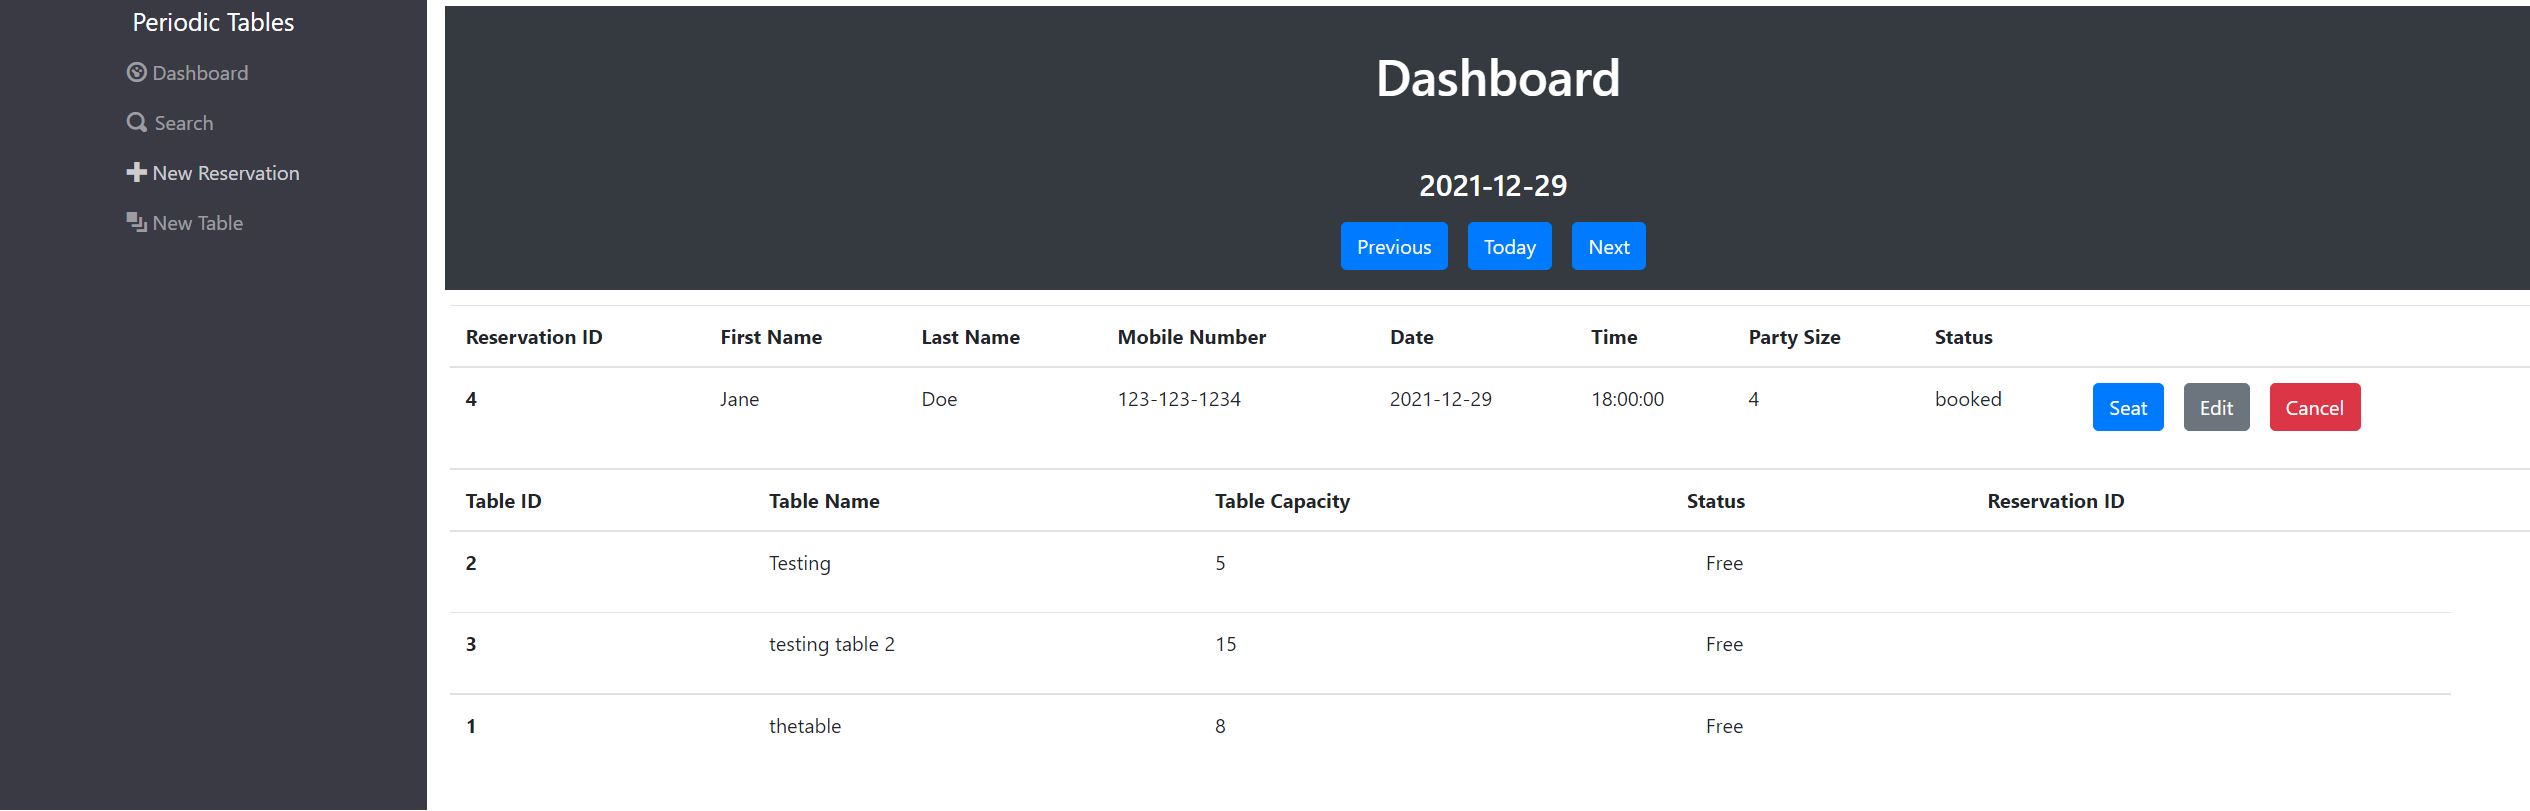 Periodic Tables
Dashboard
Search
New Reservation
New Table
Dashboard
2021-12-29
Previous Today Next
Reservation ID First Name Last Name Mobile Number Date Time Party Size Status
4 Jane Doe 123-123-1234 2021-12-29 18:00:00 4 booked Seat Edit Cancel
Table ID Table Name Table Capacity Status Reservation ID
2 Testing 5 Free
3 testing table 2 15 Free
1 thetable 8 Free